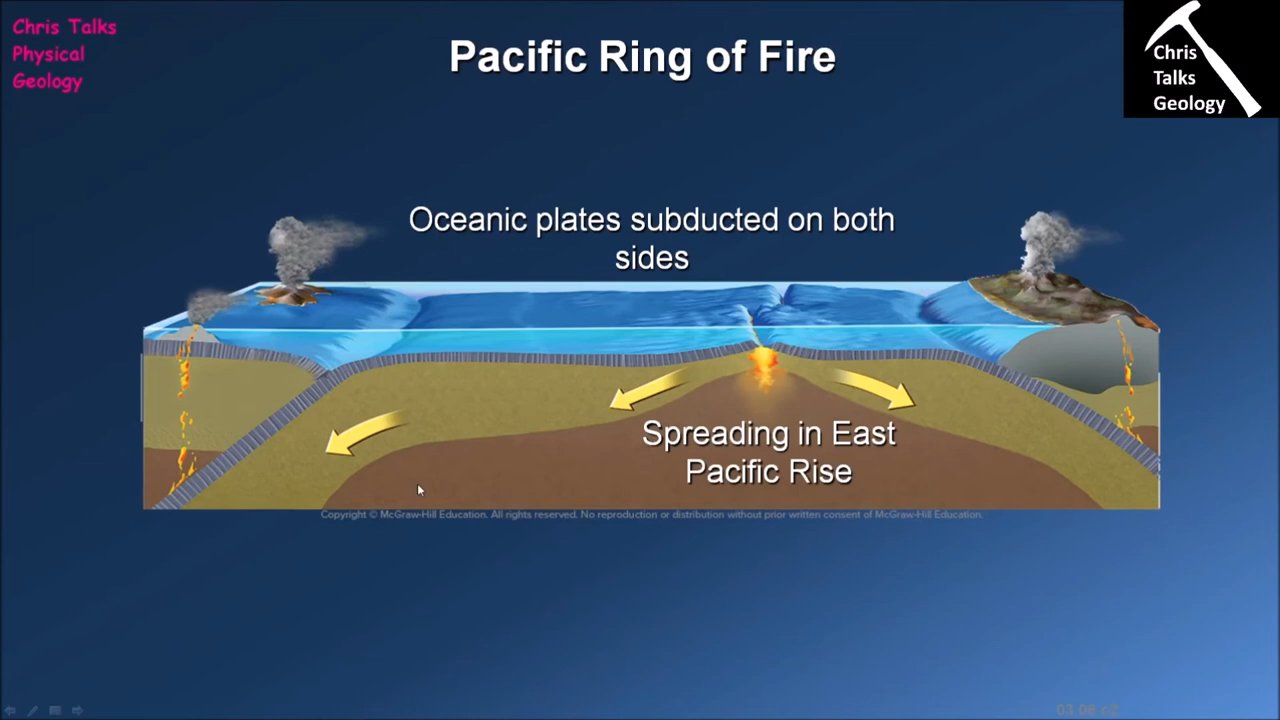 Chris Talks
Physical
Geology
Pacific Ring of Fire
Chris
Talks
Geology
Oceanic plates subducted on both
sides
Spreading in East
Pacific Rise
Copyright © McGraw-Hill Education. All rights reserved. No reproduction or distribution without prior written consent of McGraw-Hill Education.